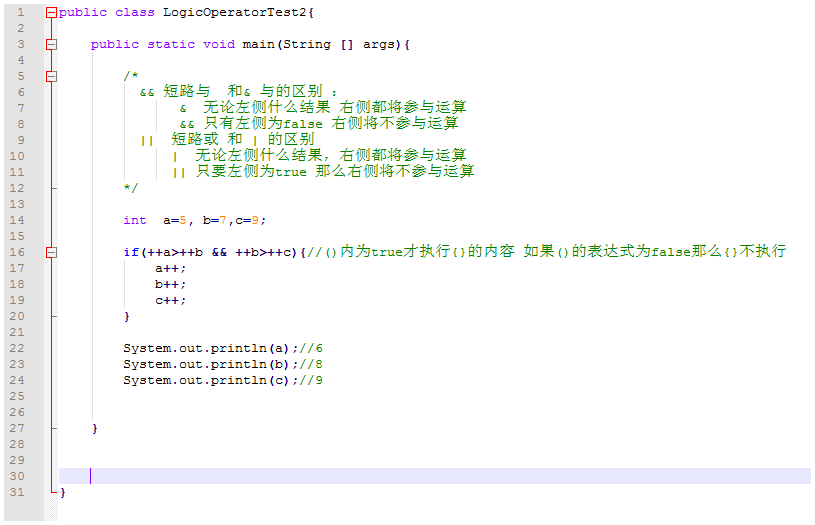 1 public class LogicOperatorTest2{
2
3 public static void main(String [] args){
4
5 /*
6 && 短路与  和& 与的区别 ：
7 &  无论左侧什么结果 右侧都将参与运算
8 && 只有左侧为false 右侧将不参与运算
9 ||  短路或 和 | 的区别
10 |  无论左侧什么结果，右侧都将参与运算
11 || 只要左侧为true 那么右侧将不参与运算
12 */
13
14 int  a=5, b=7,c=9;
15
16 if(++a>++b && ++b>++c){//()内为true才执行{}的内容 如果()的表达式为false那么{}不执行
17 a++;
18 b++;
19 c++;
20 }
21
22 System.out.println(a);//6
23 System.out.println(b);//8
24 System.out.println(c);//9
25
26
27 }
28
29
30
31 }